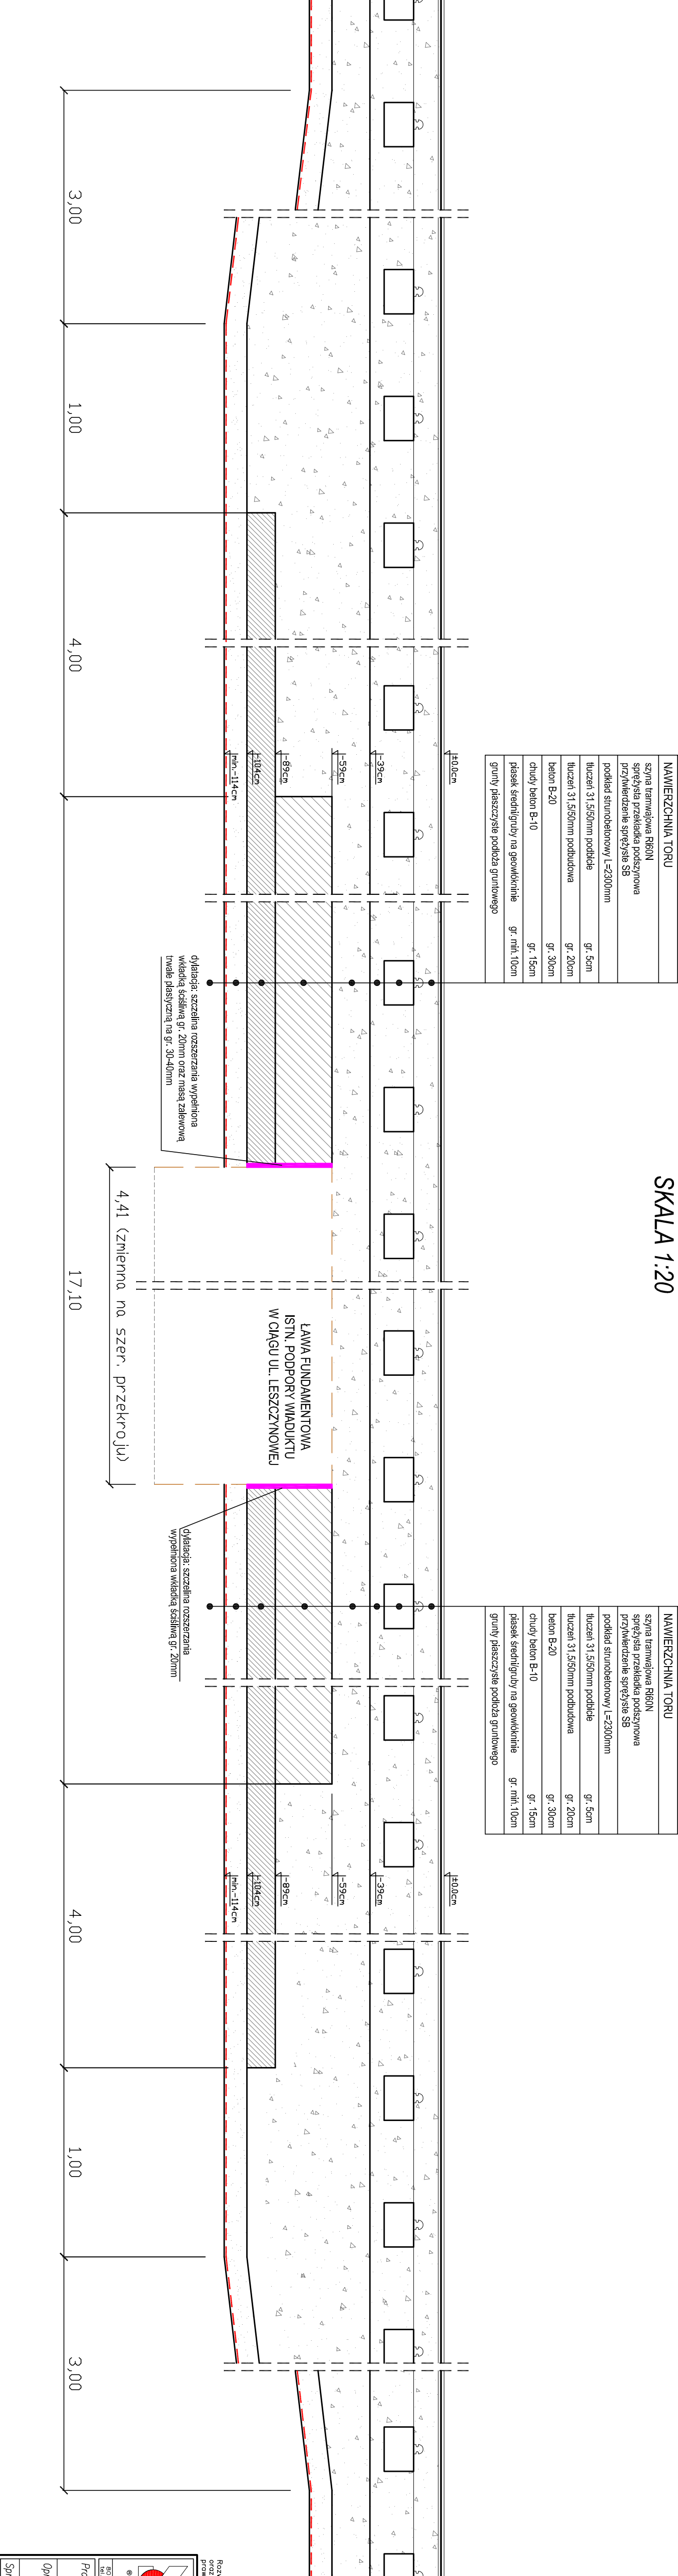 SKALA 1:20
NAWIERZCHNIA TORU
szyna tramwajowa RI60N
sprężysta przekładka podszynowa
przytwierdzenie sprężyste SB
podkład strunobetonowy L=2300mm
tłuczeń 31,5/50mm podbicie gr. 5cm
tłuczeń 31,5/50mm podbudowa gr. 20cm
beton B-20 gr. 30cm
chudy beton B-10 gr. 15cm
piasek średni/gruby na geowłókninie gr. min.10cm
grunty piaszczyste podłoża gruntowego
NAWIERZCHNIA TORU
szyna tramwajowa RI60N
sprężysta przekładka podszynowa
przytwierdzenie sprężyste SB
podkład strunobetonowy L=2300mm
tłuczeń 31,5/50mm podbicie gr. 5cm
tłuczeń 31,5/50mm podbudowa gr. 20cm
beton B-20 gr. 30cm
chudy beton B-10 gr. 15cm
piasek średni/gruby na geowłókninie gr. min.10cm
grunty piaszczyste podłoża gruntowego
±0.0cm
-39cm
-59cm
-89cm
-104cm
min.-114cm
±0.0cm
-39cm
-59cm
-89cm
-104cm
min.-114cm
ŁAWA FUNDAMENTOWA
ISTN. PODPORY WIADUKTU
W CIĄGU UL. LESZCZYNOWEJ
dylatacja: szczelina rozszerzania wypełniona
wkładką ściśliwą gr. 20mm oraz masą zalewową
trwale plastyczną na gr. 30-40mm
dylatacja: szczelina rozszerzania
wypełniona wkładką ściśliwą gr. 20mm
4,41 (zmienna na szer. przekroju)
3,00
1,00
4,00
17,10
4,00
1,00
3,00